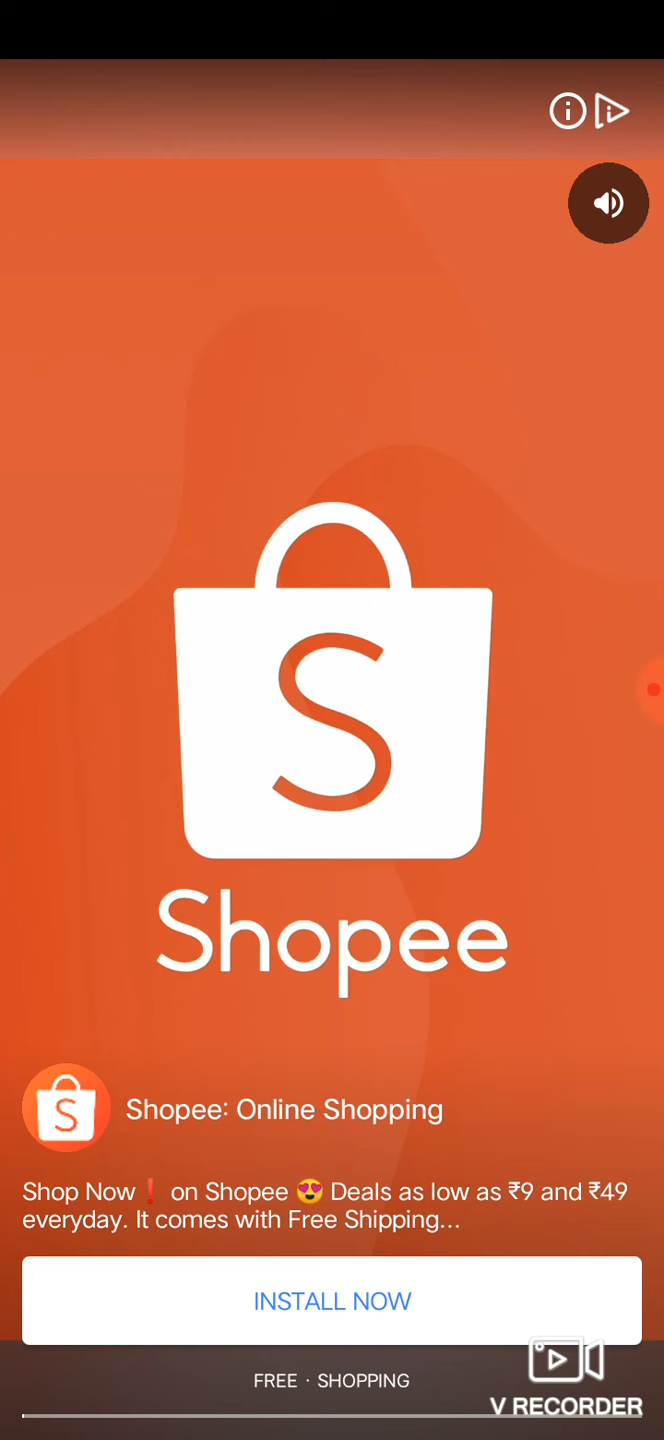 S
Shopee
S
Shopee: Online Shopping
Shop Now❗ on Shopee 😍 Deals as low as ₹9 and ₹49
everyday. It comes with Free Shipping...
INSTALL NOW
FREE · SHOPPING
V RECORDER